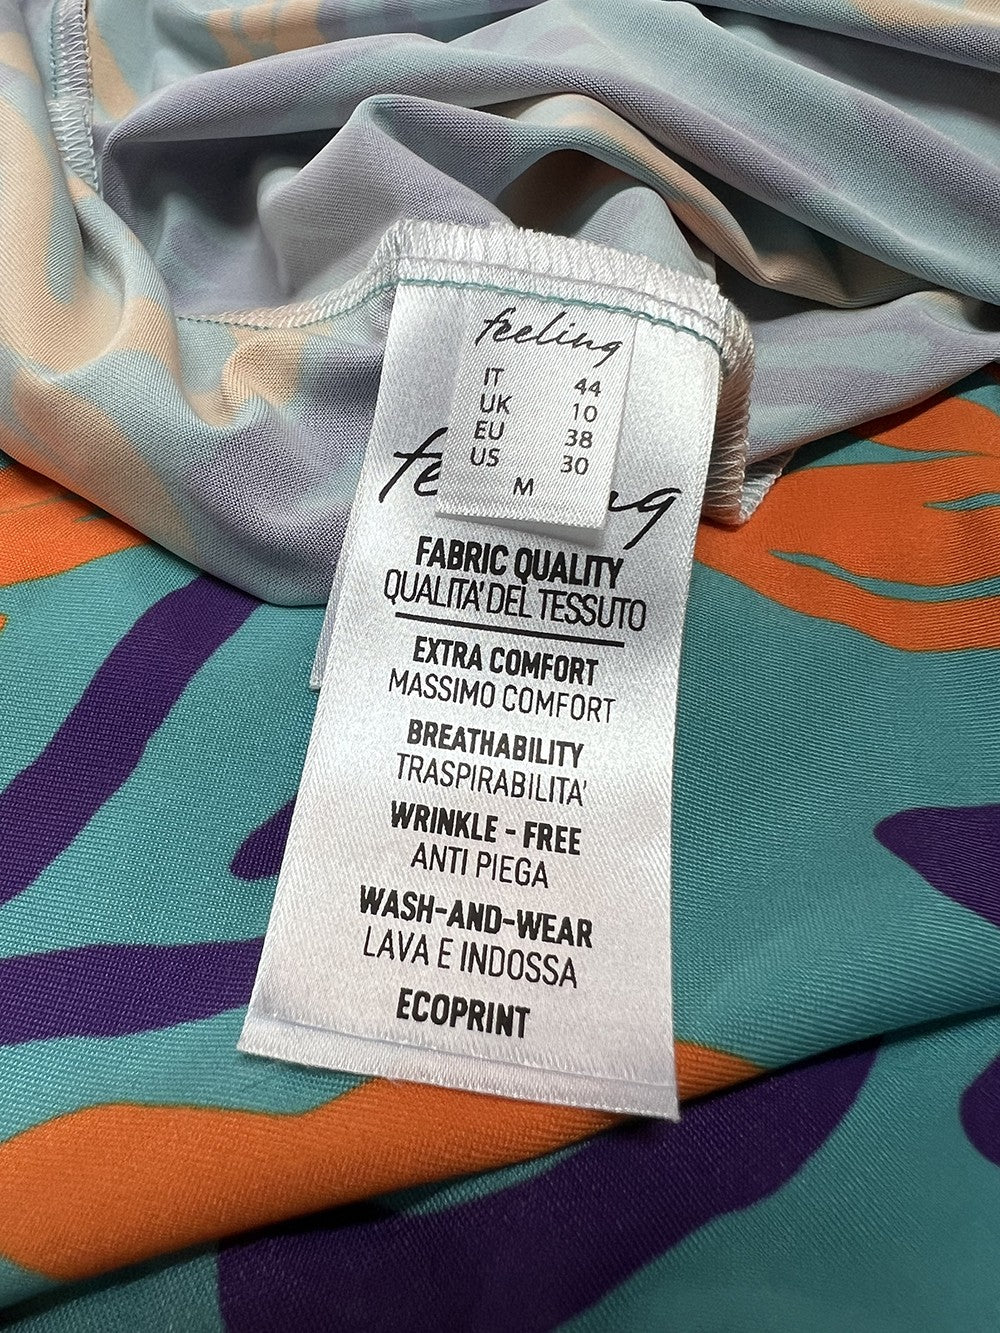 feeling
IT 44
UK 10
EU 38
US 30
M
FABRIC QUALITY
QUALITA' DEL TESSUTO
EXTRA COMFORT
MASSIMO COMFORT
BREATHABILITY
TRASPIRABILITA'
WRINKLE - FREE
ANTI PIEGA
WASH-AND-WEAR
LAVA E INDOSSA
ECOPRINT